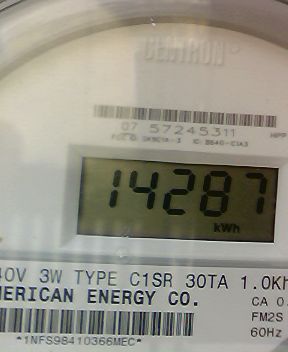 CENTRON®
07 57245311
14287
kWh
40V 3W TYPE C1SR 30TA 1.0Kh
MERICAN ENERGY CO.
CA 0.
FM2S
60Hz
*1NFS98410366MEC*